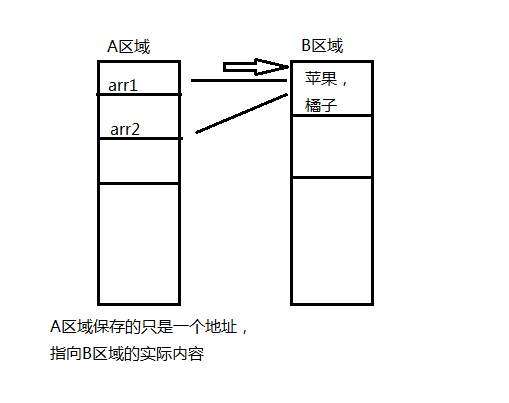 A区域
B区域
arr1
苹果，
橘子
arr2
A区域保存的只是一个地址，
指向B区域的实际内容